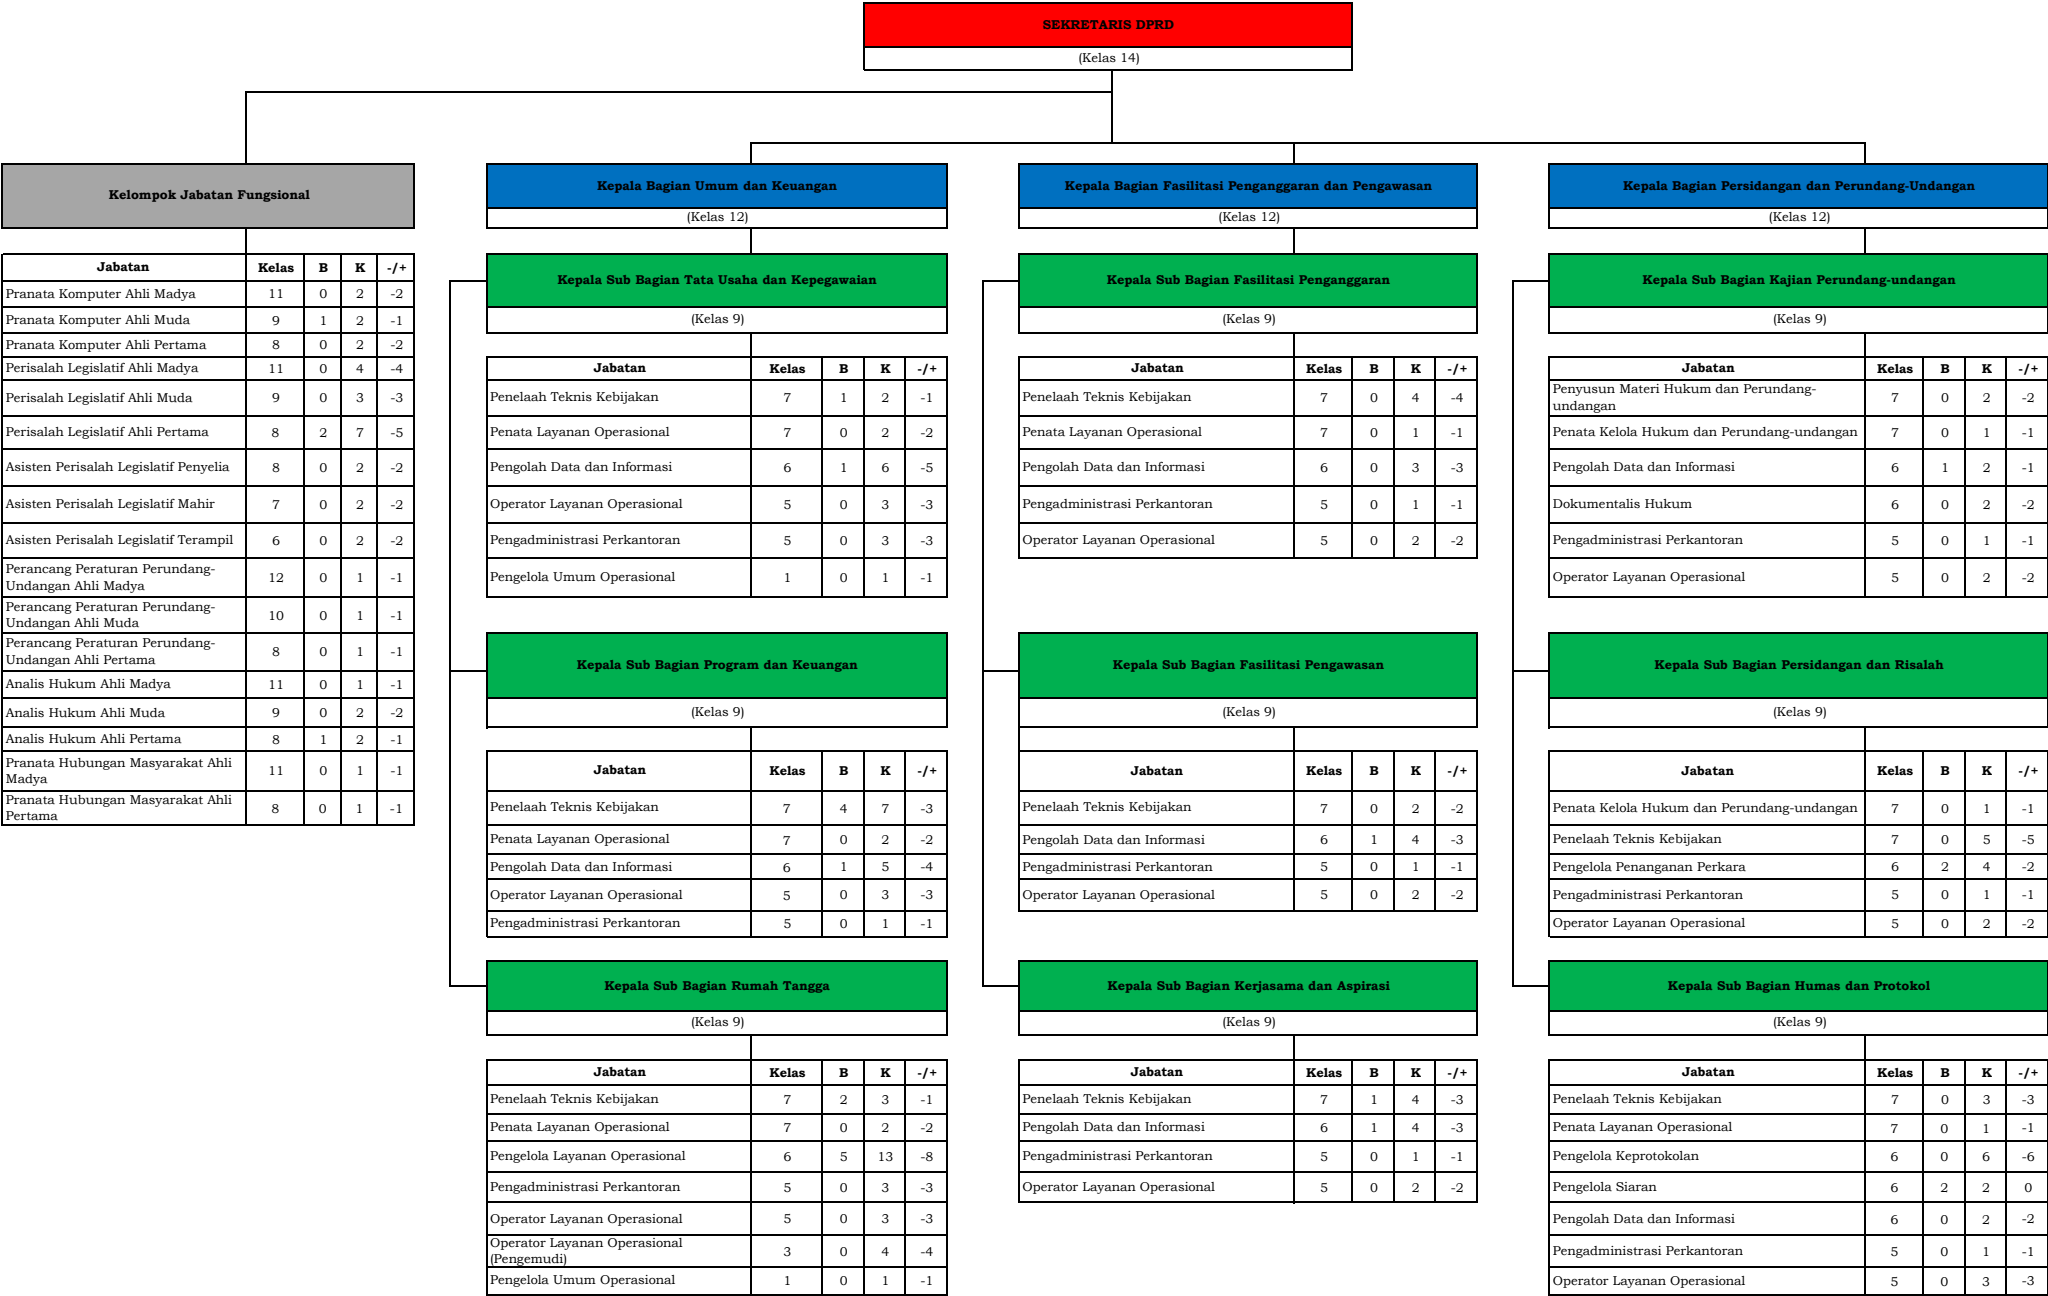 SEKRETARIS DPRD
(Kelas 14)
Kelompok Jabatan Fungsional
Jabatan Kelas B K -/+
Pranata Komputer Ahli Madya 11 0 2 -2
Pranata Komputer Ahli Muda 9 1 2 -1
Pranata Komputer Ahli Pertama 8 0 2 -2
Perisalah Legislatif Ahli Madya 11 0 4 -4
Perisalah Legislatif Ahli Muda 9 0 3 -3
Perisalah Legislatif Ahli Pertama 8 2 7 -5
Asisten Perisalah Legislatif Penyelia 8 0 2 -2
Asisten Perisalah Legislatif Mahir 7 0 2 -2
Asisten Perisalah Legislatif Terampil 6 0 2 -2
Perancang Peraturan Perundang-
Undangan Ahli Madya 12 0 1 -1
Perancang Peraturan Perundang-
Undangan Ahli Muda 10 0 1 -1
Perancang Peraturan Perundang-
Undangan Ahli Pertama 8 0 1 -1
Analis Hukum Ahli Madya 11 0 1 -1
Analis Hukum Ahli Muda 9 0 2 -2
Analis Hukum Ahli Pertama 8 1 2 -1
Pranata Hubungan Masyarakat Ahli
Madya 11 0 1 -1
Pranata Hubungan Masyarakat Ahli
Pertama 8 0 1 -1
Kepala Bagian Umum dan Keuangan
(Kelas 12)
Kepala Sub Bagian Tata Usaha dan Kepegawaian
(Kelas 9)
Jabatan Kelas B K -/+
Penelaah Teknis Kebijakan 7 1 2 -1
Penata Layanan Operasional 7 0 2 -2
Pengolah Data dan Informasi 6 1 6 -5
Operator Layanan Operasional 5 0 3 -3
Pengadministrasi Perkantoran 5 0 3 -3
Pengelola Umum Operasional 1 0 1 -1
Kepala Sub Bagian Program dan Keuangan
(Kelas 9)
Jabatan Kelas B K -/+
Penelaah Teknis Kebijakan 7 4 7 -3
Penata Layanan Operasional 7 0 2 -2
Pengolah Data dan Informasi 6 1 5 -4
Operator Layanan Operasional 5 0 3 -3
Pengadministrasi Perkantoran 5 0 1 -1
Kepala Sub Bagian Rumah Tangga
(Kelas 9)
Jabatan Kelas B K -/+
Penelaah Teknis Kebijakan 7 2 3 -1
Penata Layanan Operasional 7 0 2 -2
Pengelola Layanan Operasional 6 5 13 -8
Pengadministrasi Perkantoran 5 0 3 -3
Operator Layanan Operasional 5 0 3 -3
Operator Layanan Operasional
(Pengemudi) 3 0 4 -4
Pengelola Umum Operasional 1 0 1 -1
Kepala Bagian Fasilitasi Penganggaran dan Pengawasan
(Kelas 12)
Kepala Sub Bagian Fasilitasi Penganggaran
(Kelas 9)
Jabatan Kelas B K -/+
Penelaah Teknis Kebijakan 7 0 4 -4
Penata Layanan Operasional 7 0 1 -1
Pengolah Data dan Informasi 6 0 3 -3
Pengadministrasi Perkantoran 5 0 1 -1
Operator Layanan Operasional 5 0 2 -2
Kepala Sub Bagian Fasilitasi Pengawasan
(Kelas 9)
Jabatan Kelas B K -/+
Penelaah Teknis Kebijakan 7 0 2 -2
Pengolah Data dan Informasi 6 1 4 -3
Pengadministrasi Perkantoran 5 0 1 -1
Operator Layanan Operasional 5 0 2 -2
Kepala Sub Bagian Kerjasama dan Aspirasi
(Kelas 9)
Jabatan Kelas B K -/+
Penelaah Teknis Kebijakan 7 1 4 -3
Pengolah Data dan Informasi 6 1 4 -3
Pengadministrasi Perkantoran 5 0 1 -1
Operator Layanan Operasional 5 0 2 -2
Kepala Bagian Persidangan dan Perundang-Undangan
(Kelas 12)
Kepala Sub Bagian Kajian Perundang-undangan
(Kelas 9)
Jabatan Kelas B K -/+
Penyusun Materi Hukum dan Perundang-
undangan 7 0 2 -2
Penata Kelola Hukum dan Perundang-undangan 7 0 1 -1
Pengolah Data dan Informasi 6 1 2 -1
Dokumentalis Hukum 6 0 2 -2
Pengadministrasi Perkantoran 5 0 1 -1
Operator Layanan Operasional 5 0 2 -2
Kepala Sub Bagian Persidangan dan Risalah
(Kelas 9)
Jabatan Kelas B K -/+
Penata Kelola Hukum dan Perundang-undangan 7 0 1 -1
Penelaah Teknis Kebijakan 7 0 5 -5
Pengelola Penanganan Perkara 6 2 4 -2
Pengadministrasi Perkantoran 5 0 1 -1
Operator Layanan Operasional 5 0 2 -2
Kepala Sub Bagian Humas dan Protokol
(Kelas 9)
Jabatan Kelas B K -/+
Penelaah Teknis Kebijakan 7 0 3 -3
Penata Layanan Operasional 7 0 1 -1
Pengelola Keprotokolan 6 0 6 -6
Pengelola Siaran 6 2 2 0
Pengolah Data dan Informasi 6 0 2 -2
Pengadministrasi Perkantoran 5 0 1 -1
Operator Layanan Operasional 5 0 3 -3